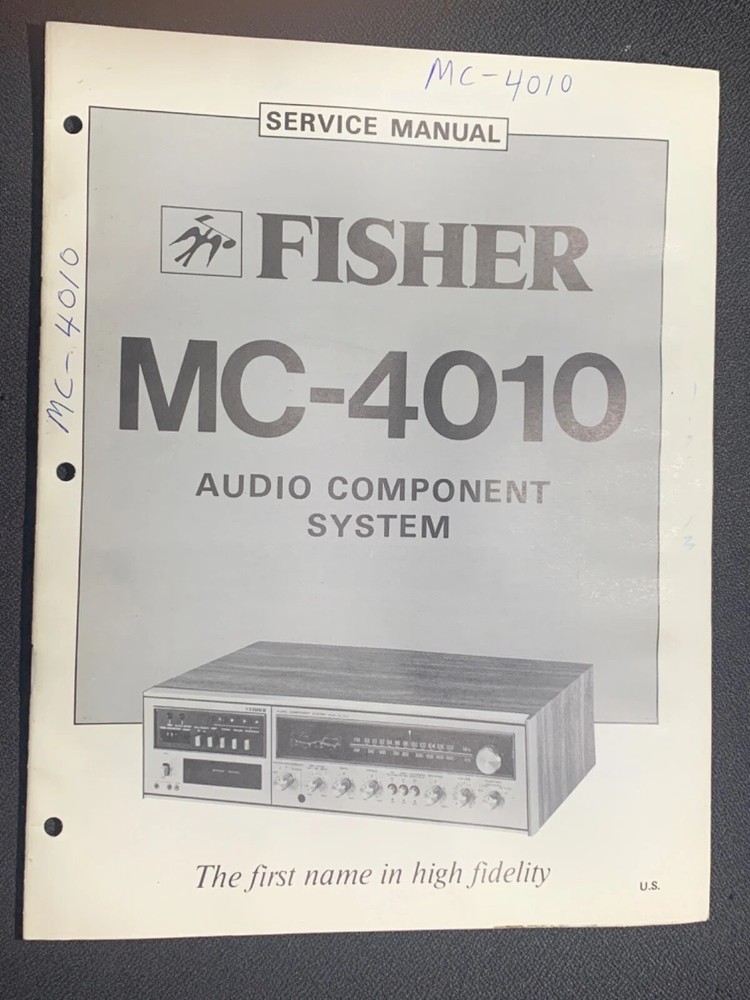 MC-4010
SERVICE MANUAL
FISHER
MC-4010
MC-4010
AUDIO COMPONENT
SYSTEM
FISHER
The first name in high fidelity
U.S.